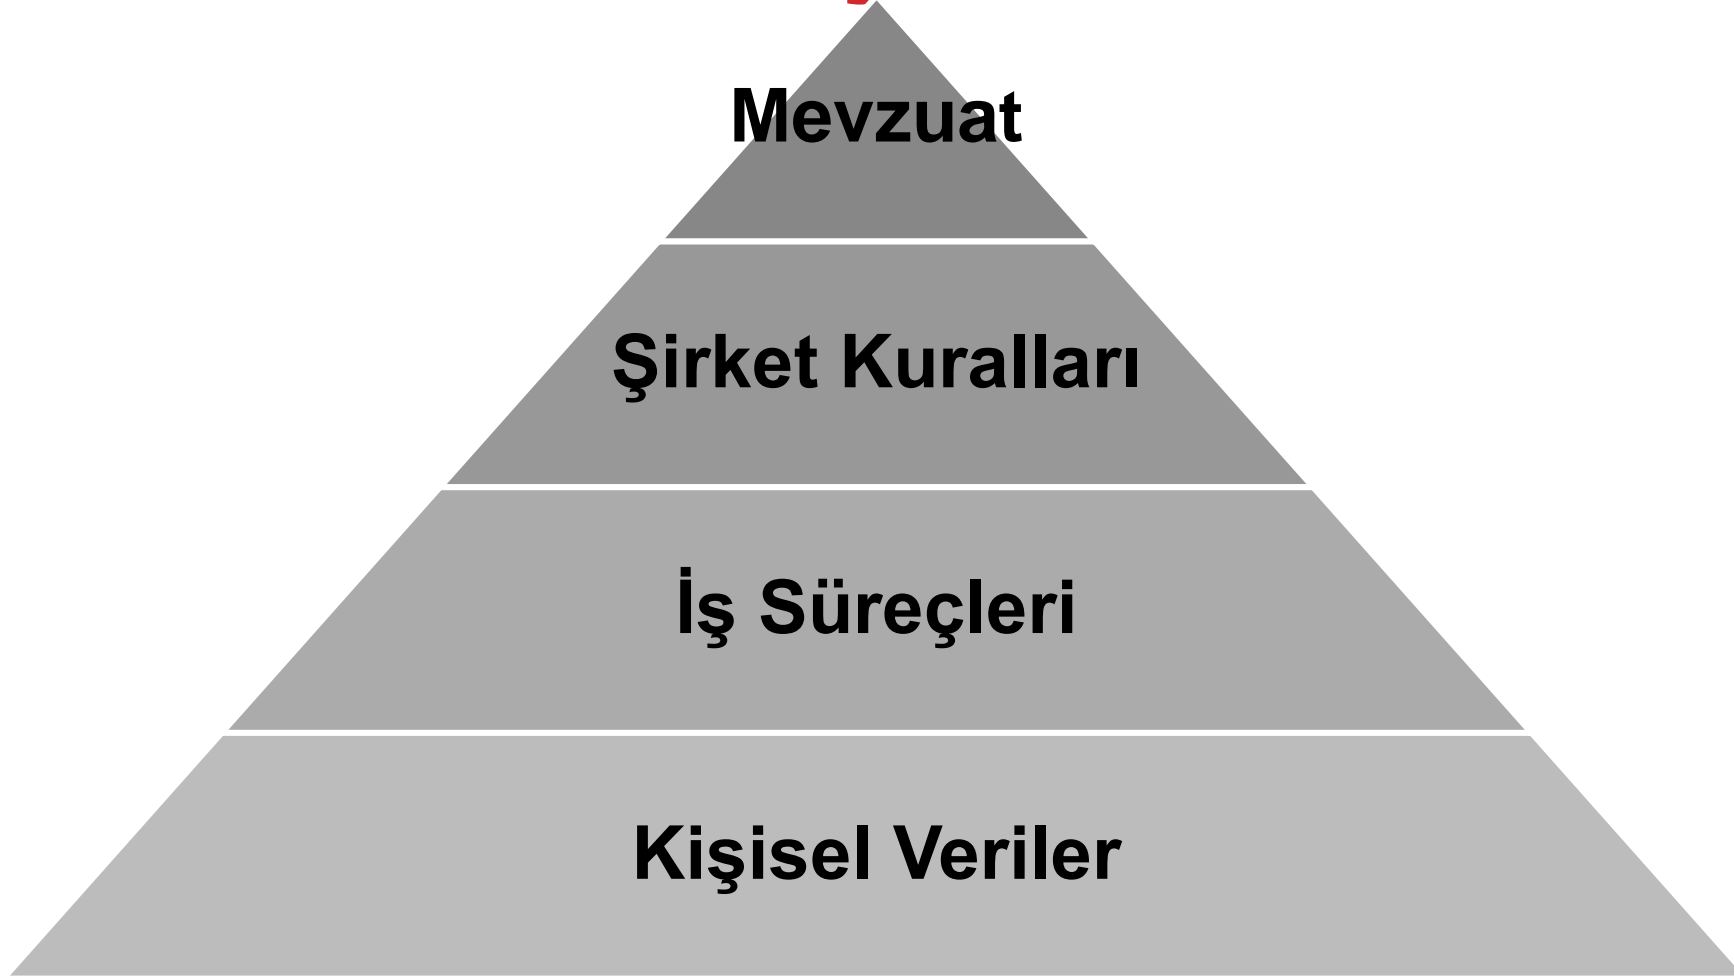 Mevzuat
Şirket Kuralları
İş Süreçleri
Kişisel Veriler